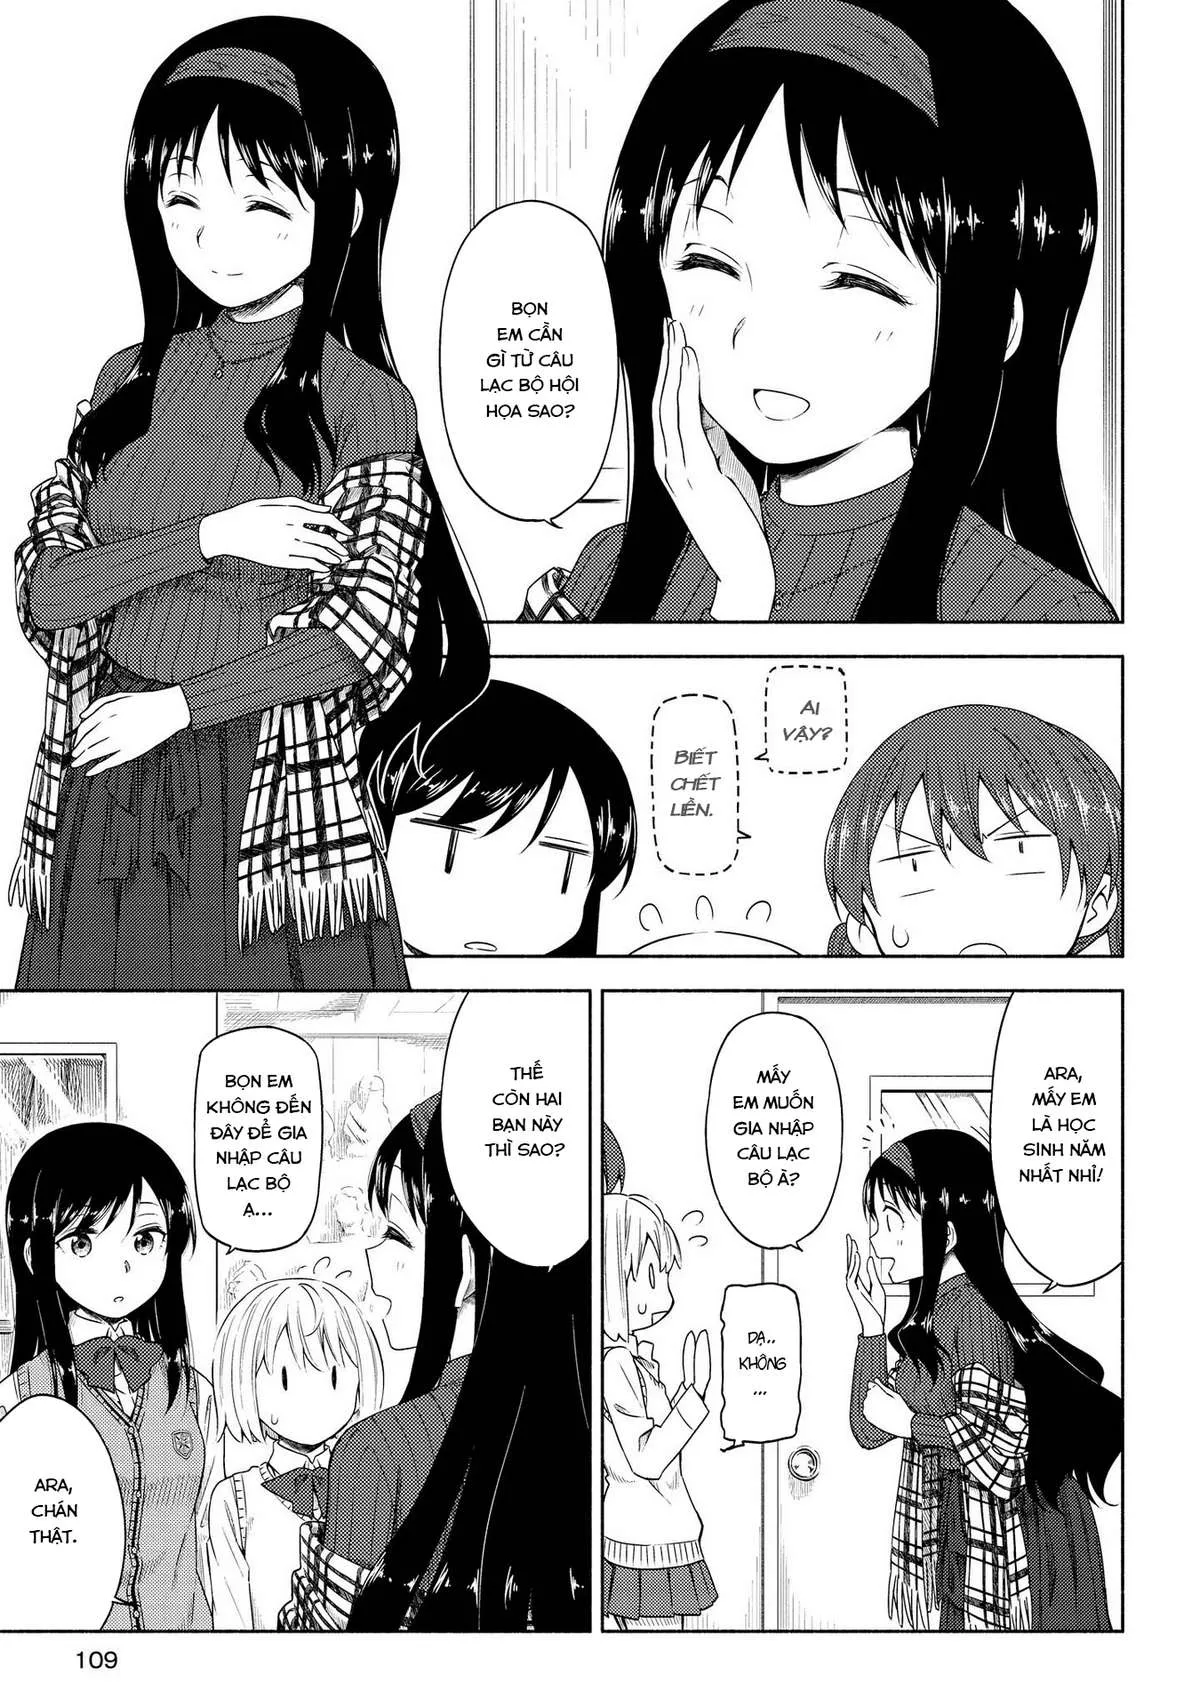 BỌN
EM CẦN
GÌ TỪ CÂU
LẠC BỘ HỘI
HỌA SAO?
AI
VẬY?
BIẾT
CHẾT
LIỀN.
ARA,
MẤY EM
LÀ HỌC
SINH NĂM
NHẤT NHỈ!
MẤY
EM MUỐN
GIA NHẬP
CÂU LẠC
BỘ À?
DẠ..
KHÔNG
...
THẾ
CÒN HAI
BẠN NÀY
THÌ SAO?
BỌN EM
KHÔNG ĐẾN
ĐÂY ĐỂ GIA
NHẬP CÂU
LẠC BỘ
Ạ...
ARA,
CHÁN
THẬT.
109